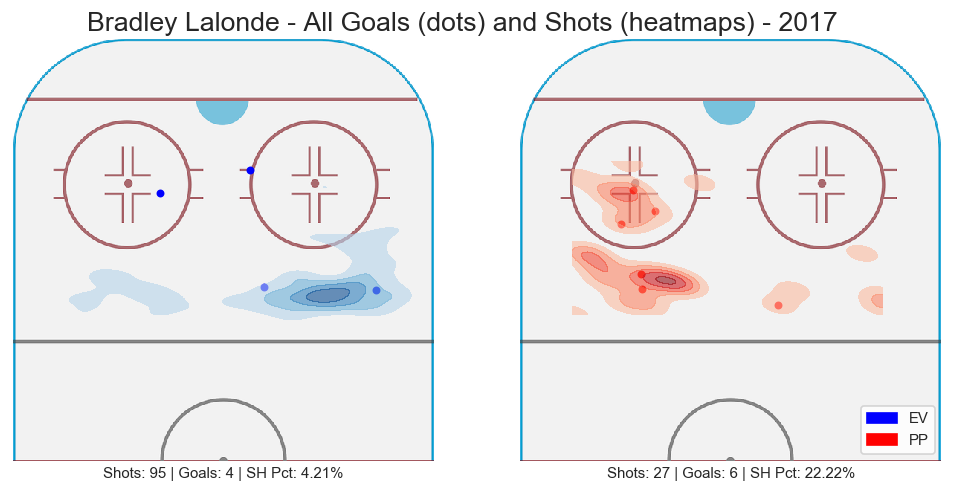 Bradley Lalonde - All Goals (dots) and Shots (heatmaps) - 2017
EV
PP
Shots: 95 | Goals: 4 | SH Pct: 4.21%
Shots: 27 | Goals: 6 | SH Pct: 22.22%